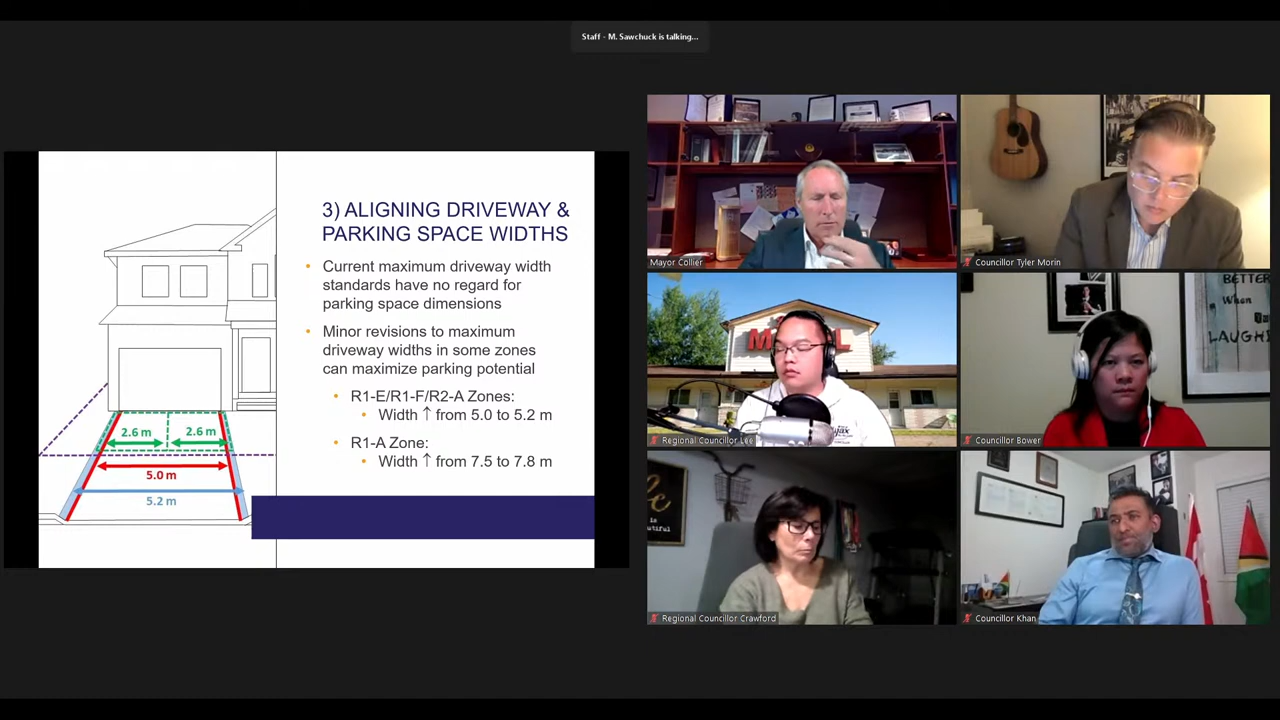 Staff - M. Sawchuck is talking...
3) ALIGNING DRIVEWAY &
PARKING SPACE WIDTHS
• Current maximum driveway width
standards have no regard for
parking space dimensions
• Minor revisions to maximum
driveway widths in some zones
can maximize parking potential
• R1-E/R1-F/R2-A Zones:
• Width ↑ from 5.0 to 5.2 m
• R1-A Zone:
• Width ↑ from 7.5 to 7.8 m
2.6 m
2.6 m
5.0 m
5.2 m
Mayor Collier
Councillor Tyler Morin
Regional Councillor Lee
BETTER
When
LAUGH
Councillor Bower
Regional Councillor Crawford
Councillor Khan